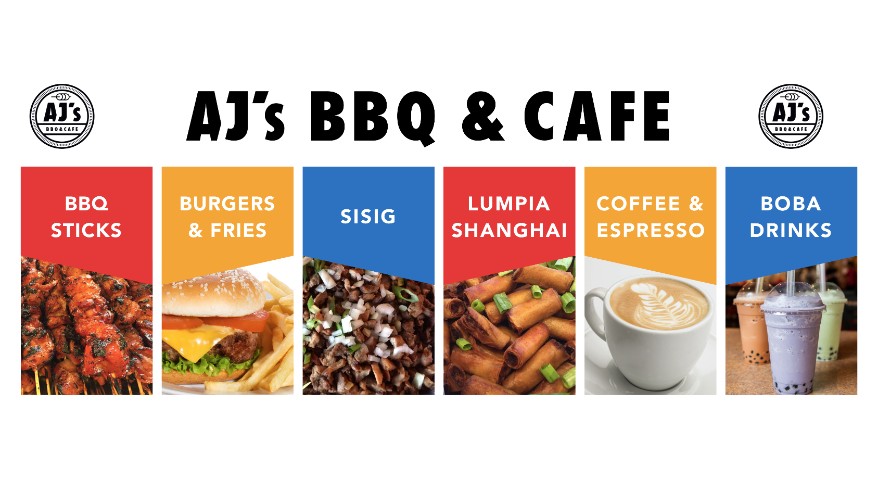 AJ's
BBQ & CAFE
AJ's BBQ & CAFE
AJ's
BBQ & CAFE
BBQ
STICKS
BURGERS
& FRIES
SISIG
LUMPIA
SHANGHAI
COFFEE &
ESPRESSO
BOBA
DRINKS